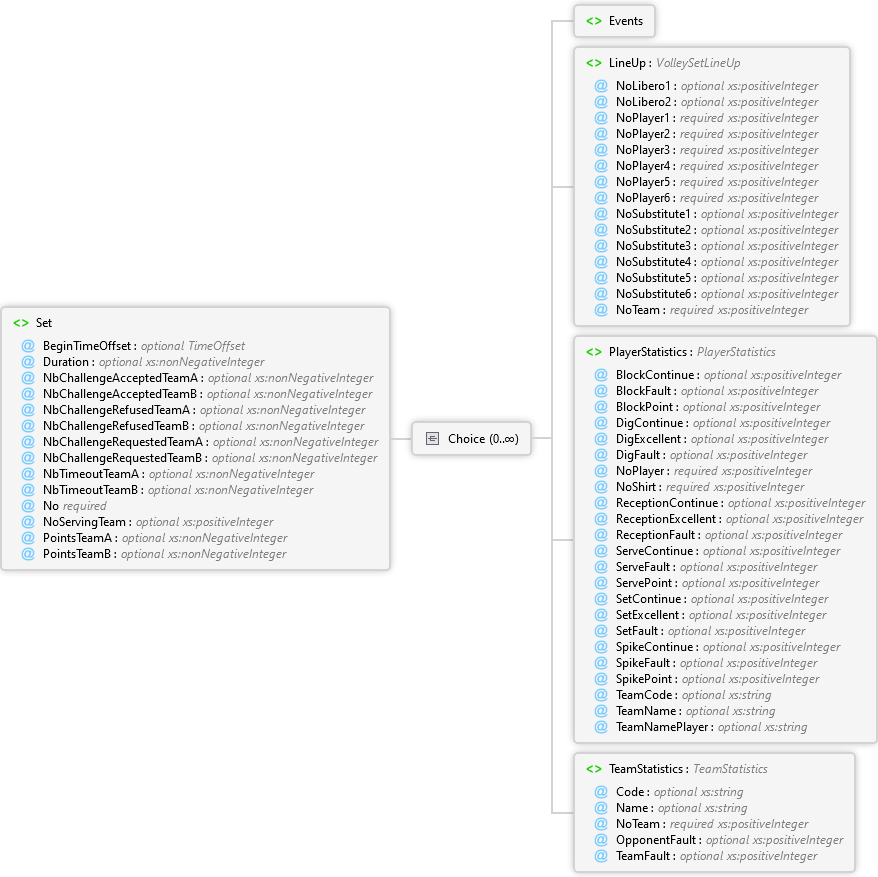 <> Set
@ BeginTimeOffset : optional TimeOffset
@ Duration : optional xs:nonNegativeInteger
@ NbChallengeAcceptedTeamA : optional xs:nonNegativeInteger
@ NbChallengeAcceptedTeamB : optional xs:nonNegativeInteger
@ NbChallengeRefusedTeamA : optional xs:nonNegativeInteger
@ NbChallengeRefusedTeamB : optional xs:nonNegativeInteger
@ NbChallengeRequestedTeamA : optional xs:nonNegativeInteger
@ NbChallengeRequestedTeamB : optional xs:nonNegativeInteger
@ NbTimeoutTeamA : optional xs:nonNegativeInteger
@ NbTimeoutTeamB : optional xs:nonNegativeInteger
@ No required
@ NoServingTeam : optional xs:positiveInteger
@ PointsTeamA : optional xs:nonNegativeInteger
@ PointsTeamB : optional xs:nonNegativeInteger
Choice (0..∞)
<> Events
<> LineUp : VolleySetLineUp
@ NoLibero1 : optional xs:positiveInteger
@ NoLibero2 : optional xs:positiveInteger
@ NoPlayer1 : required xs:positiveInteger
@ NoPlayer2 : required xs:positiveInteger
@ NoPlayer3 : required xs:positiveInteger
@ NoPlayer4 : required xs:positiveInteger
@ NoPlayer5 : required xs:positiveInteger
@ NoPlayer6 : required xs:positiveInteger
@ NoSubstitute1 : optional xs:positiveInteger
@ NoSubstitute2 : optional xs:positiveInteger
@ NoSubstitute3 : optional xs:positiveInteger
@ NoSubstitute4 : optional xs:positiveInteger
@ NoSubstitute5 : optional xs:positiveInteger
@ NoSubstitute6 : optional xs:positiveInteger
@ NoTeam : required xs:positiveInteger
<> PlayerStatistics : PlayerStatistics
@ BlockContinue : optional xs:positiveInteger
@ BlockFault : optional xs:positiveInteger
@ BlockPoint : optional xs:positiveInteger
@ DigContinue : optional xs:positiveInteger
@ DigExcellent : optional xs:positiveInteger
@ DigFault : optional xs:positiveInteger
@ NoPlayer : required xs:positiveInteger
@ NoShirt : required xs:positiveInteger
@ ReceptionContinue : optional xs:positiveInteger
@ ReceptionExcellent : optional xs:positiveInteger
@ ReceptionFault : optional xs:positiveInteger
@ ServeContinue : optional xs:positiveInteger
@ ServeFault : optional xs:positiveInteger
@ ServePoint : optional xs:positiveInteger
@ SetContinue : optional xs:positiveInteger
@ SetExcellent : optional xs:positiveInteger
@ SetFault : optional xs:positiveInteger
@ SpikeContinue : optional xs:positiveInteger
@ SpikeFault : optional xs:positiveInteger
@ SpikePoint : optional xs:positiveInteger
@ TeamCode : optional xs:string
@ TeamName : optional xs:string
@ TeamNamePlayer : optional xs:string
<> TeamStatistics : TeamStatistics
@ Code : optional xs:string
@ Name : optional xs:string
@ NoTeam : required xs:positiveInteger
@ OpponentFault : optional xs:positiveInteger
@ TeamFault : optional xs:positiveInteger